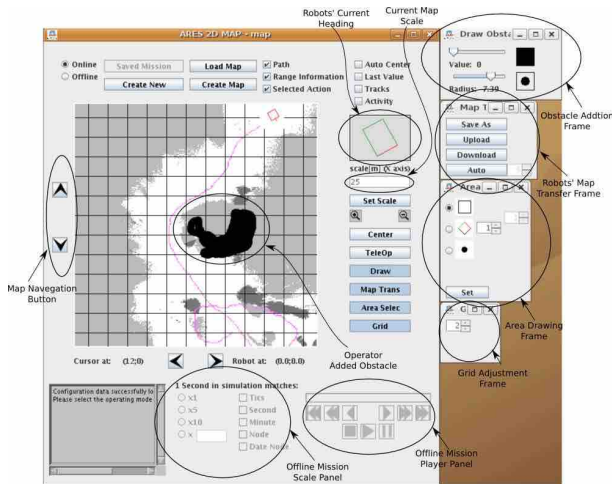 Robots' Current
Heading
Current Map
Scale
ARES 2D MAP - map
Draw Obsta
Online
Offline
Saved Mission
Load Map
Create New
Create Map
Path
Range Information
Selected Action
Auto Center
Last Value
Tracks
Activity
Value: 0
Radius: 7.39
Obstacle Addtion
Frame
Map T
Save As
Upload
Download
Auto
Robots' Map
Transfer Frame
scale[m] (X axis)
25
Set Scale
Center
TeleOp
Draw
Map Trans
Area Selec
Grid
Area
1
Set
Area Drawing
Frame
Map Navegation
Button
G
2
Grid Adjustment
Frame
Cursor at: (12;0)
Robot at: (0.0;0.0)
Operator
Added Obstacle
Configuration data successfully lo
Please select the operating mode
1 Second in simulation matches:
x1
x5
x10
x
Tics
Second
Minute
Node
Date Node
Offline Mission
Scale Panel
Offline Mission
Player Panel